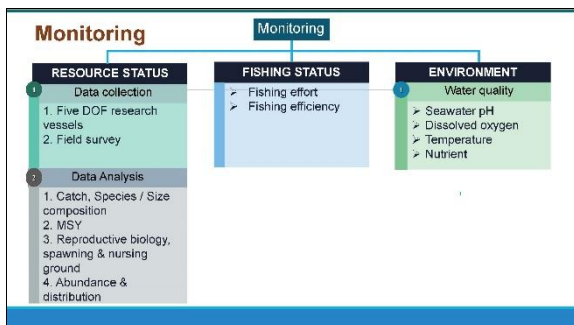 Monitoring
Monitoring
RESOURCE STATUS
1
Data collection
1. Five DOF research
vessels
2. Field survey
2
Data Analysis
1. Catch, Species / Size
composition
2. MSY
3. Reproductive biology,
spawning & nursing
ground
4. Abundance &
distribution
FISHING STATUS
➢ Fishing effort
➢ Fishing efficiency
ENVIRONMENT
Water quality
➢ Seawater pH
➢ Dissolved oxygen
➢ Temperature
➢ Nutrient